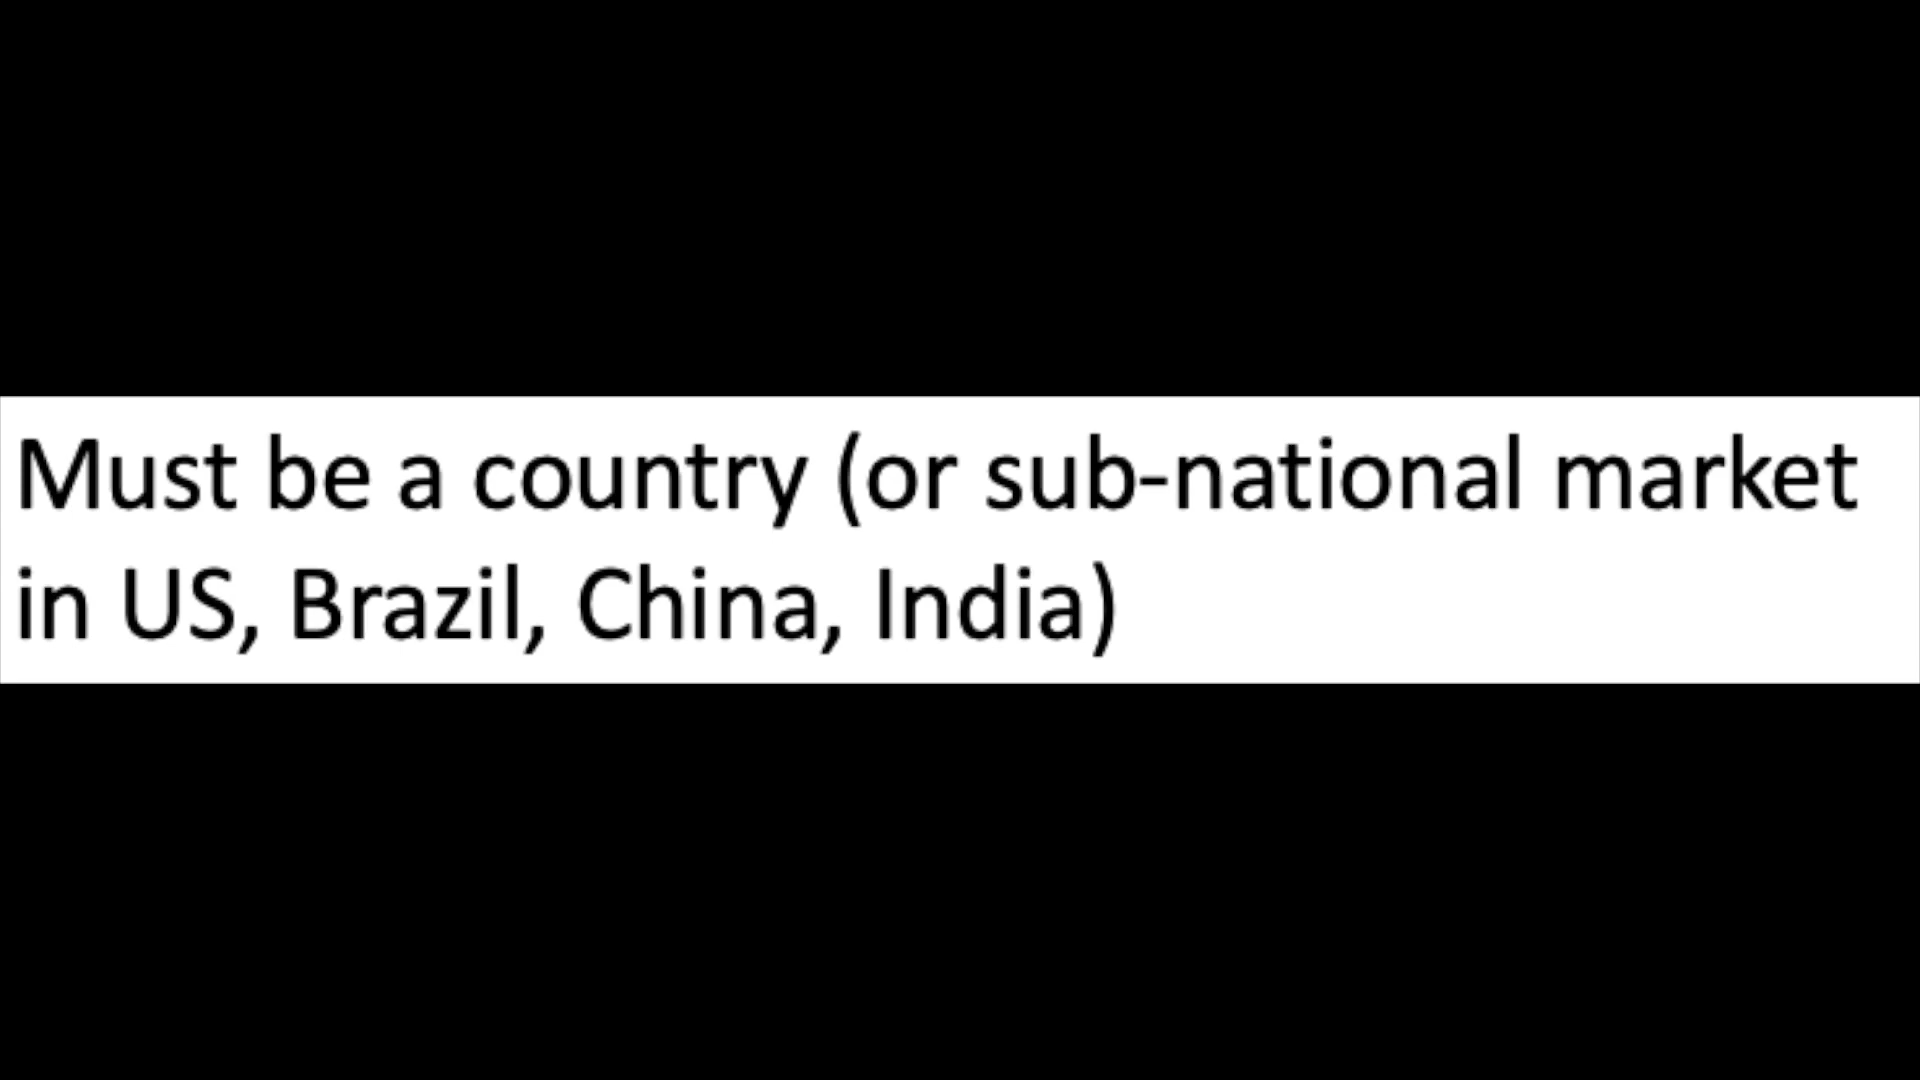 Must be a country (or sub-national market
in US, Brazil, China, India)